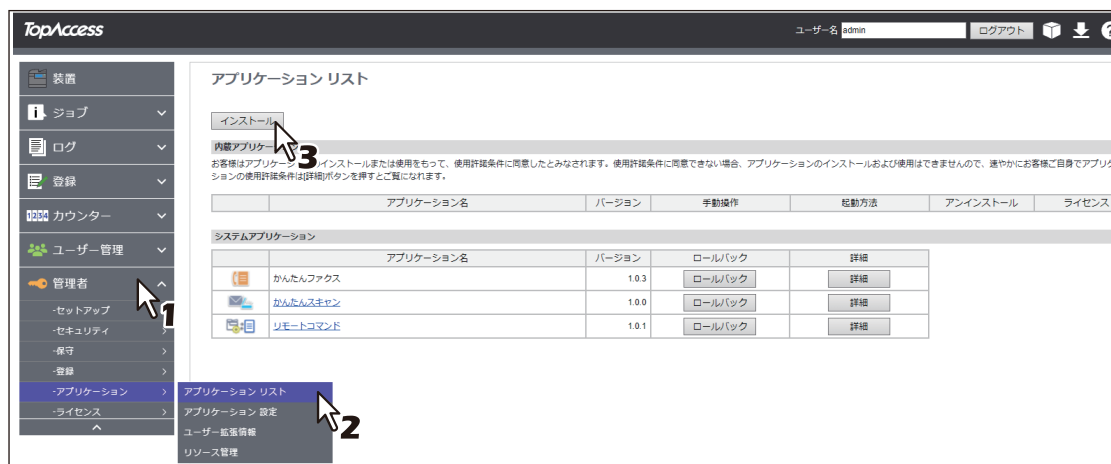 TopAccess
ユーザー名 admin ログアウト
装置
ジョブ
ログ
登録
1234 カウンター
ユーザー管理
管理者
-セットアップ
-セキュリティ
-保守
-登録
-アプリケーション
-ライセンス
アプリケーション リスト
アプリケーション 設定
ユーザー拡張情報
リソース管理
1
2
アプリケーション リスト
インストール
3
内蔵アプリケー
お客様はアプリケー のインストールまたは使用をもって、使用許諾条件に同意したとみなされます。使用許諾条件に同意できない場合、アプリケーションのインストールおよび使用はできませんので、速やかにお客様ご自身でアプリケ
ションの使用許諾条件は[詳細]ボタンを押すとご覧になれます。
アプリケーション名 バージョン 手動操作 起動方法 アンインストール ライセンス
システムアプリケーション
アプリケーション名 バージョン ロールバック 詳細
かんたんファクス 1.0.3 ロールバック 詳細
かんたんスキャン 1.0.0 ロールバック 詳細
リモートコマンド 1.0.1 ロールバック 詳細